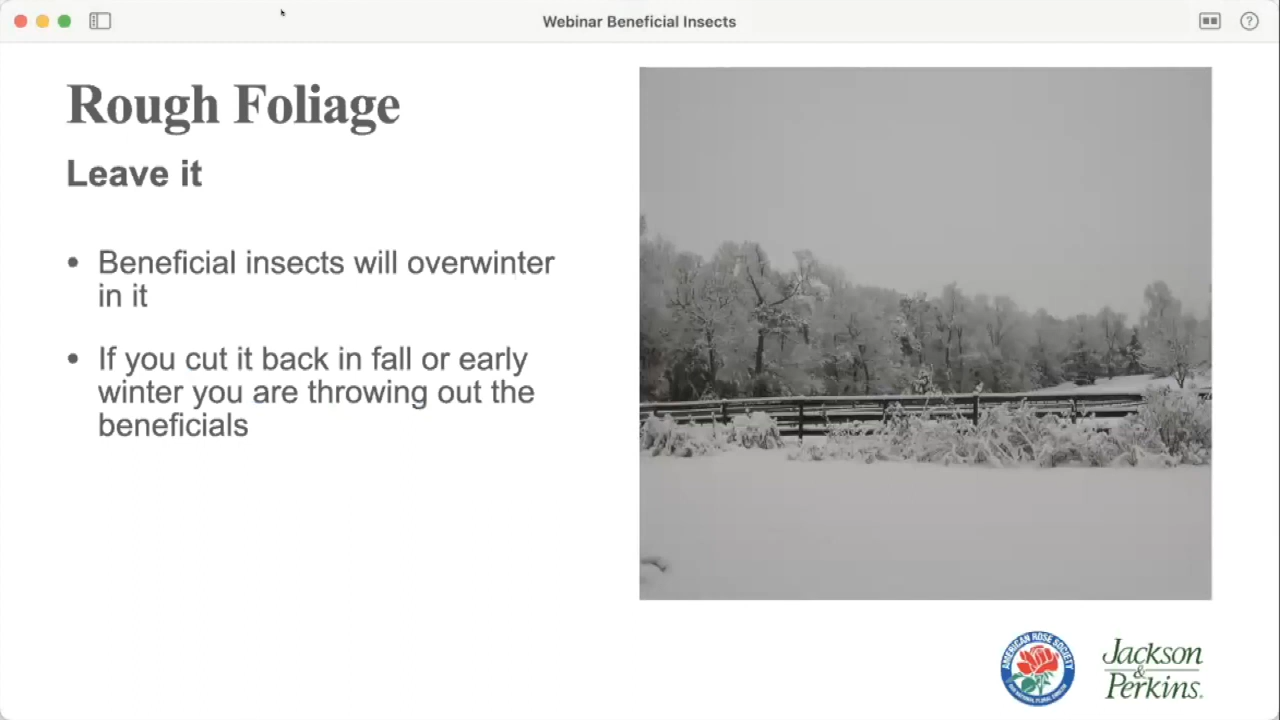 Webinar Beneficial Insects
Rough Foliage
Leave it
• Beneficial insects will overwinter
in it
• If you cut it back in fall or early
winter you are throwing out the
beneficials
AMERICAN ROSE SOCIETY
Jackson
&
Perkins.